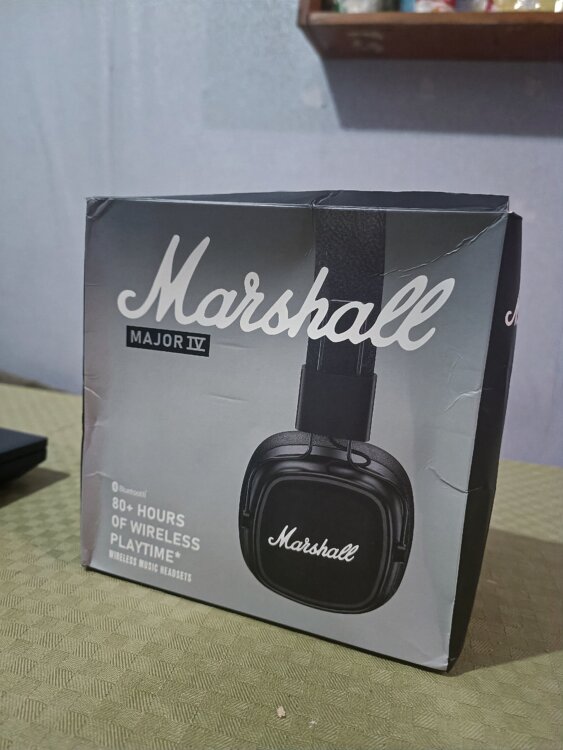 Marshall
MAJOR IV
Bluetooth
80+ HOURS
OF WIRELESS
PLAYTIME*
WIRELESS MUSIC HEADSETS
Marshall